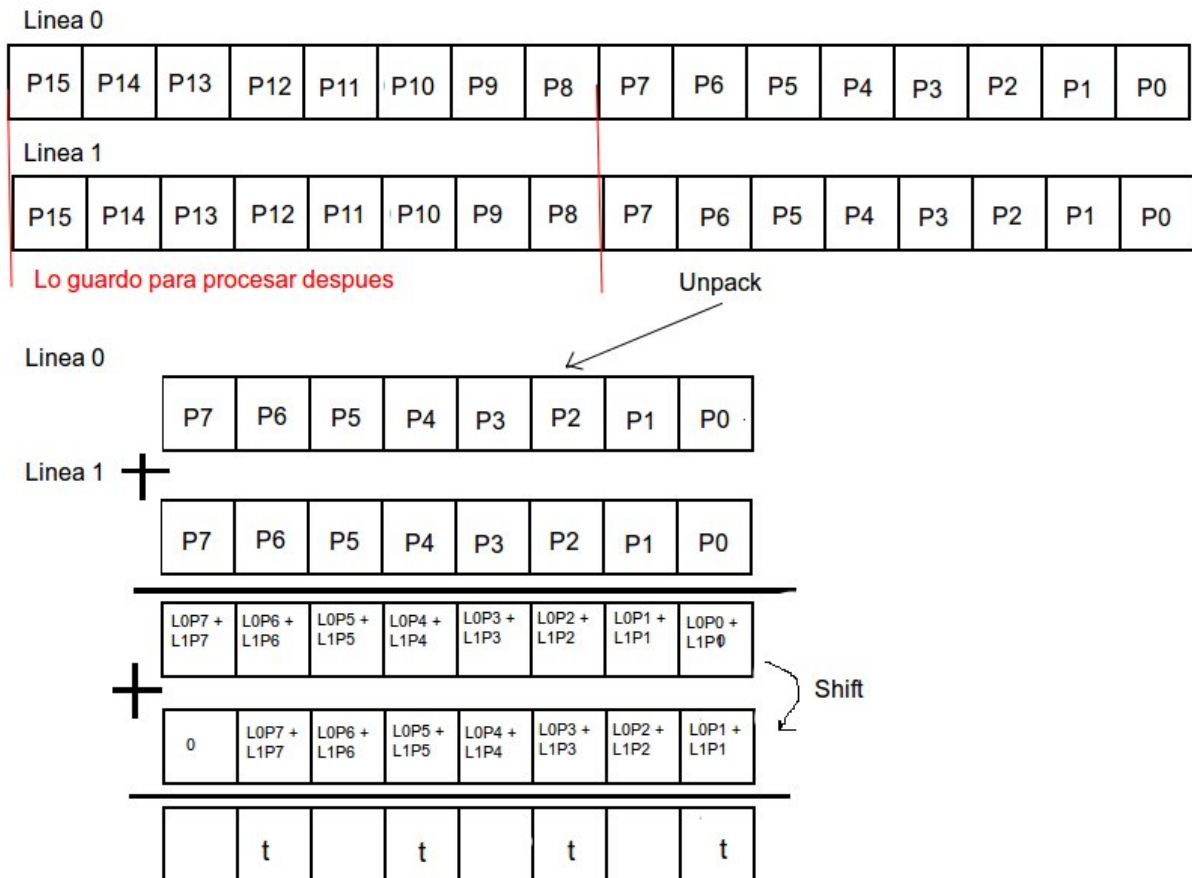 Linea 0
P15 P14 P13 P12 P11 P10 P9 P8 P7 P6 P5 P4 P3 P2 P1 P0
Linea 1
P15 P14 P13 P12 P11 P10 P9 P8 P7 P6 P5 P4 P3 P2 P1 P0
Lo guardo para procesar despues
Unpack
Linea 0
P7 P6 P5 P4 P3 P2 P1 P0
Linea 1 +
P7 P6 P5 P4 P3 P2 P1 P0
L0P7 + L0P6 + L0P5 + L0P4 + L0P3 + L0P2 + L0P1 + L0P0 +
L1P7 L1P6 L1P5 L1P4 L1P3 L1P2 L1P1 L1P0
+
Shift
0 L0P7 + L0P6 + L0P5 + L0P4 + L0P3 + L0P2 + L0P1 +
L1P7 L1P6 L1P5 L1P4 L1P3 L1P2 L1P1
t t t t